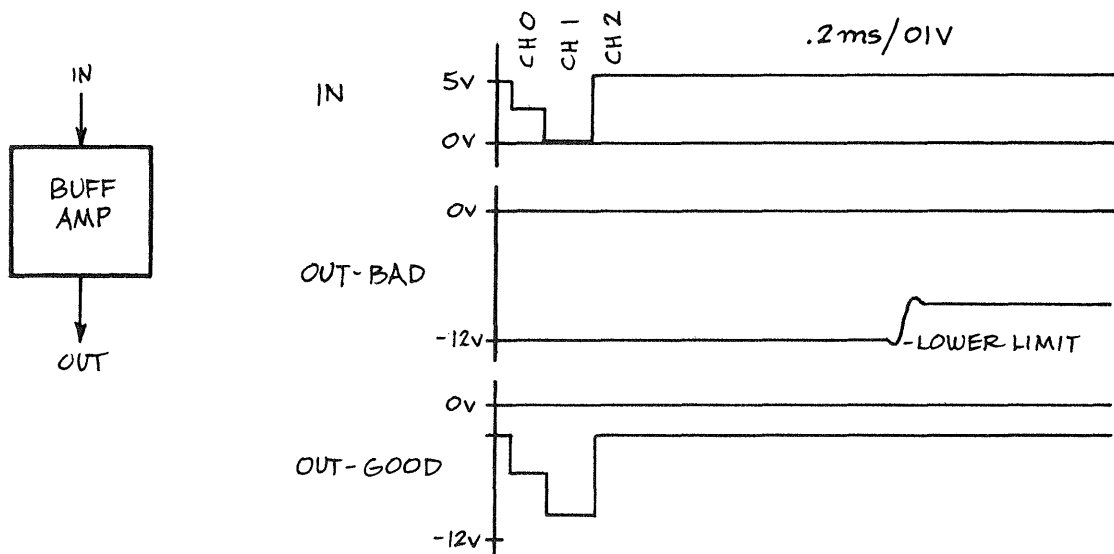 IN
BUFF
AMP
OUT
CH 0
CH 1
CH 2
.2ms/01V
IN
5V
0V
0V
OUT-BAD
-12V
-LOWER LIMIT
0V
OUT-GOOD
-12V